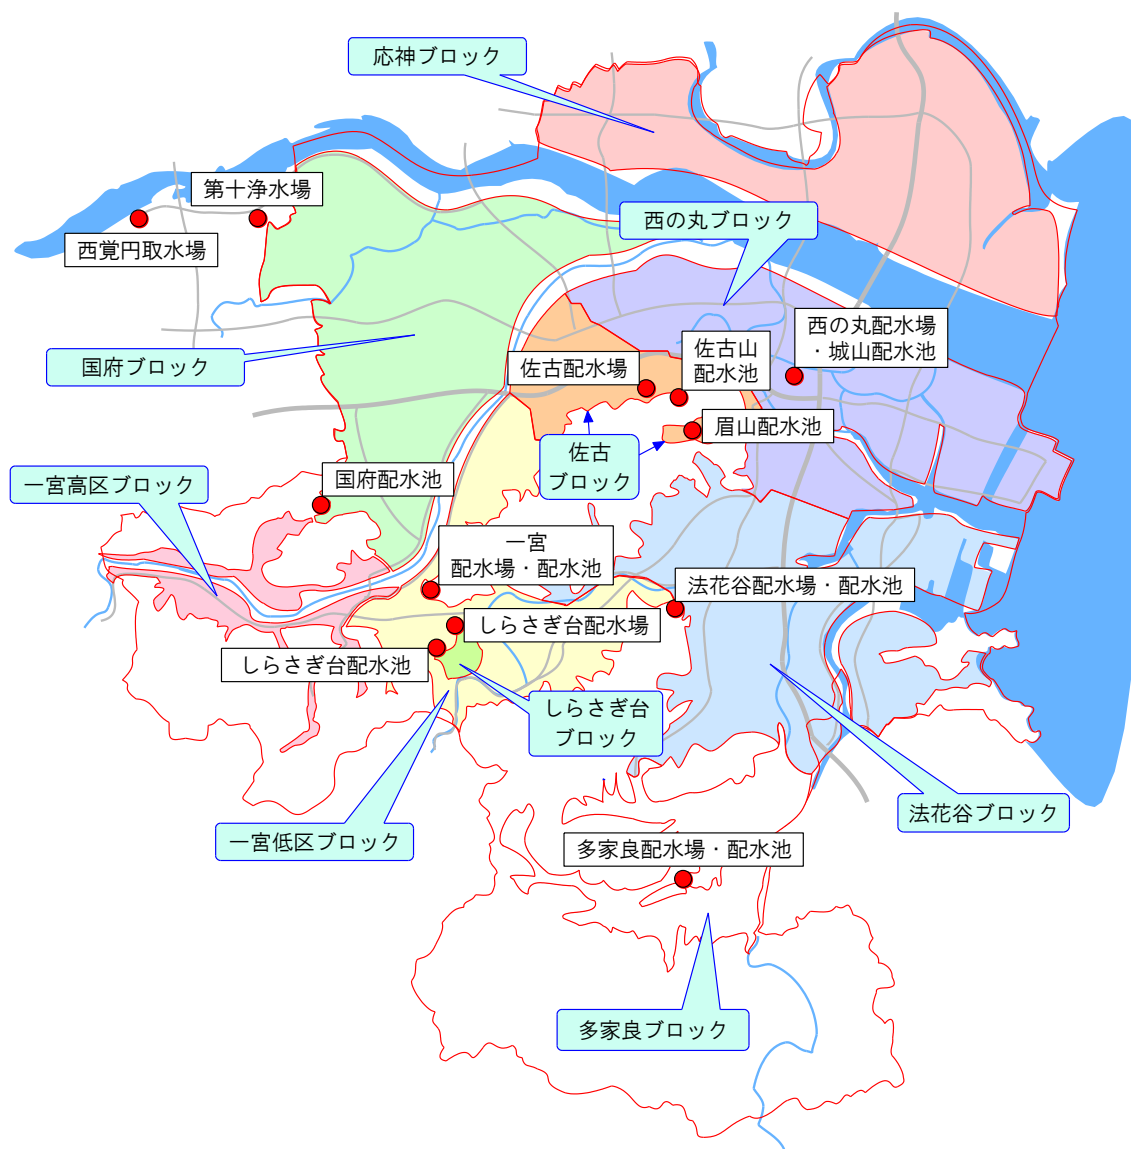 応神ブロック
第十浄水場
西の丸ブロック
西覚円取水場
西の丸配水場
・城山配水池
佐古山
配水池
国府ブロック
佐古配水場
眉山配水池
佐古
ブロック
国府配水池
一宮高区ブロック
一宮
配水場・配水池
法花谷配水場・配水池
しらさぎ台配水場
しらさぎ台配水池
しらさぎ台
ブロック
法花谷ブロック
一宮低区ブロック
多家良配水場・配水池
多家良ブロック